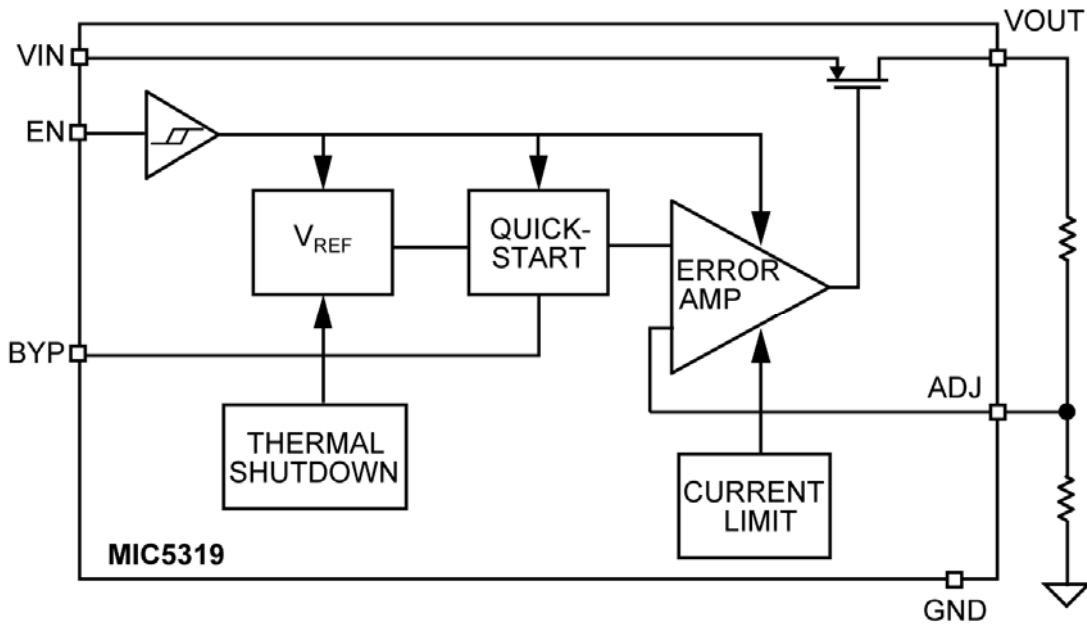 VOUT
VIN
EN
VREF
QUICK-
START
ERROR
AMP
BYP
ADJ
THERMAL
SHUTDOWN
CURRENT
LIMIT
MIC5319
GND